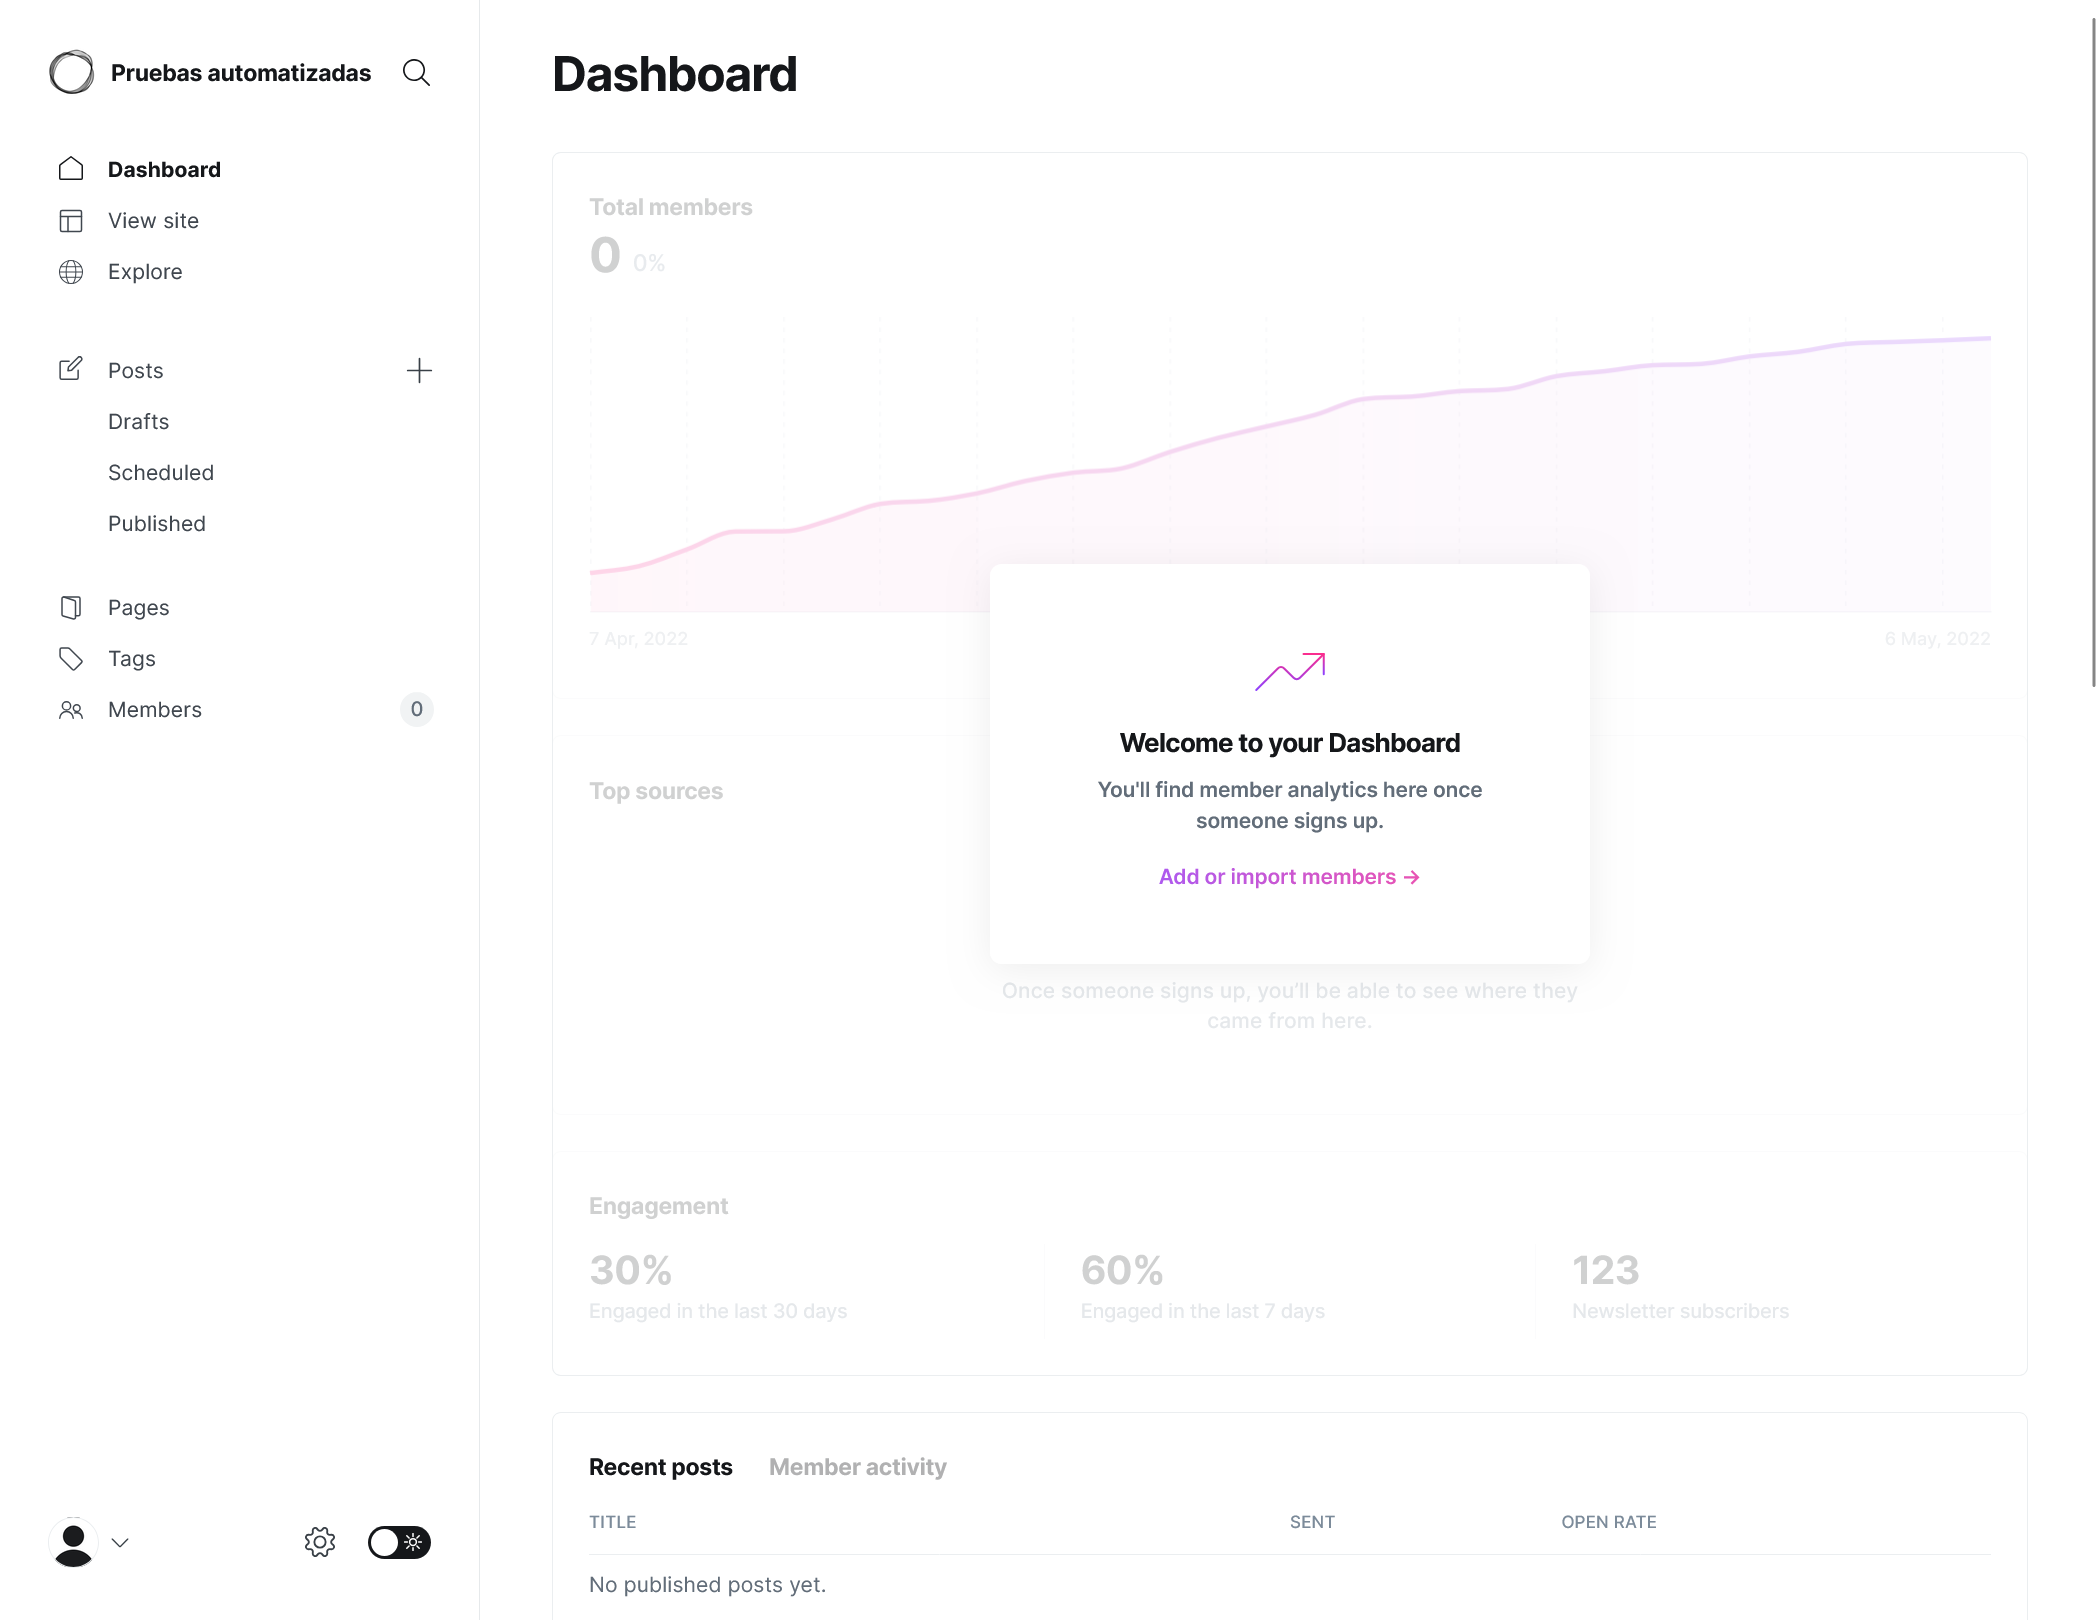 Pruebas automatizadas
Dashboard
View site
Explore
Posts
Drafts
Scheduled
Published
Pages
Tags
Members
0
Dashboard
Total members
0 0%
7 Apr, 2022
6 May, 2022
Welcome to your Dashboard
You'll find member analytics here once
someone signs up.
Add or import members →
Top sources
Once someone signs up, you'll be able to see where they
came from here.
Engagement
30%
Engaged in the last 30 days
60%
Engaged in the last 7 days
123
Newsletter subscribers
Recent posts Member activity
TITLE SENT OPEN RATE
No published posts yet.